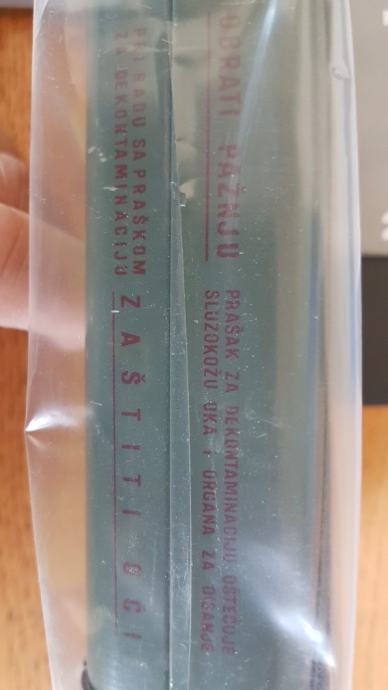 OBRATI PAŽNJU
PRAŠAK ZA DEKONTAMINACIJU OŠTEĆUJE
SLUZOKOŽU OKA I ORGANA ZA DISANJE
PRI RADU SA PRAŠKOM
ZA DEKONTAMINACIJU
ZAŠTITI OČI